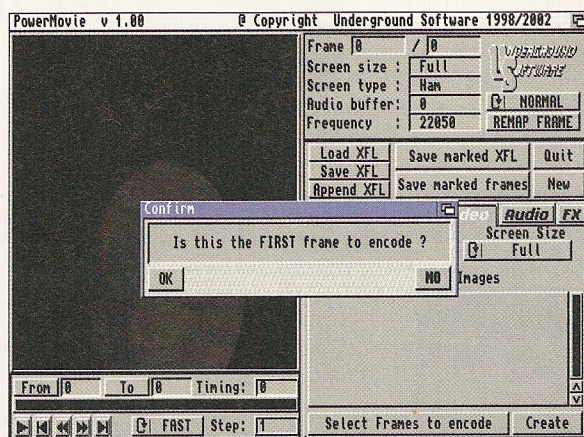 PowerMovie v 1.00 @ Copyright Underground Software 1998/2002
Frame 0 / 0
Screen size : Full
Screen type : Ham
Audio buffer: 0
Frequency : 22050
UNDERGROUND SOFTWARE
NORMAL
REMAP FRAME
Load XFL
Save XFL
Append XFL
Save marked XFL
Save marked frames
Quit
New
Confirm
Is this the FIRST frame to encode ?
OK
NO
Audio FX
Screen Size
Full
Images
From 0 To 0 Timing: 0
FAST Step: 1
Select Frames to encode Create